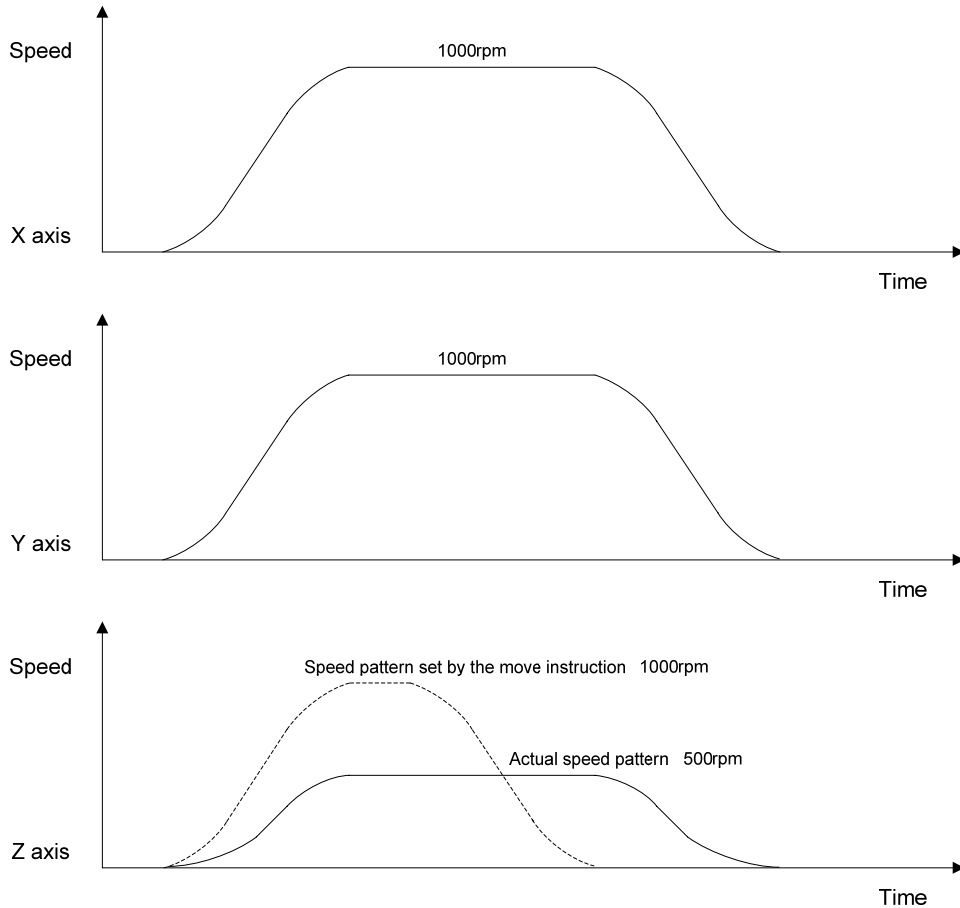 Speed
1000rpm
X axis
Time
Speed
1000rpm
Y axis
Time
Speed
Speed pattern set by the move instruction 1000rpm
Actual speed pattern 500rpm
Z axis
Time